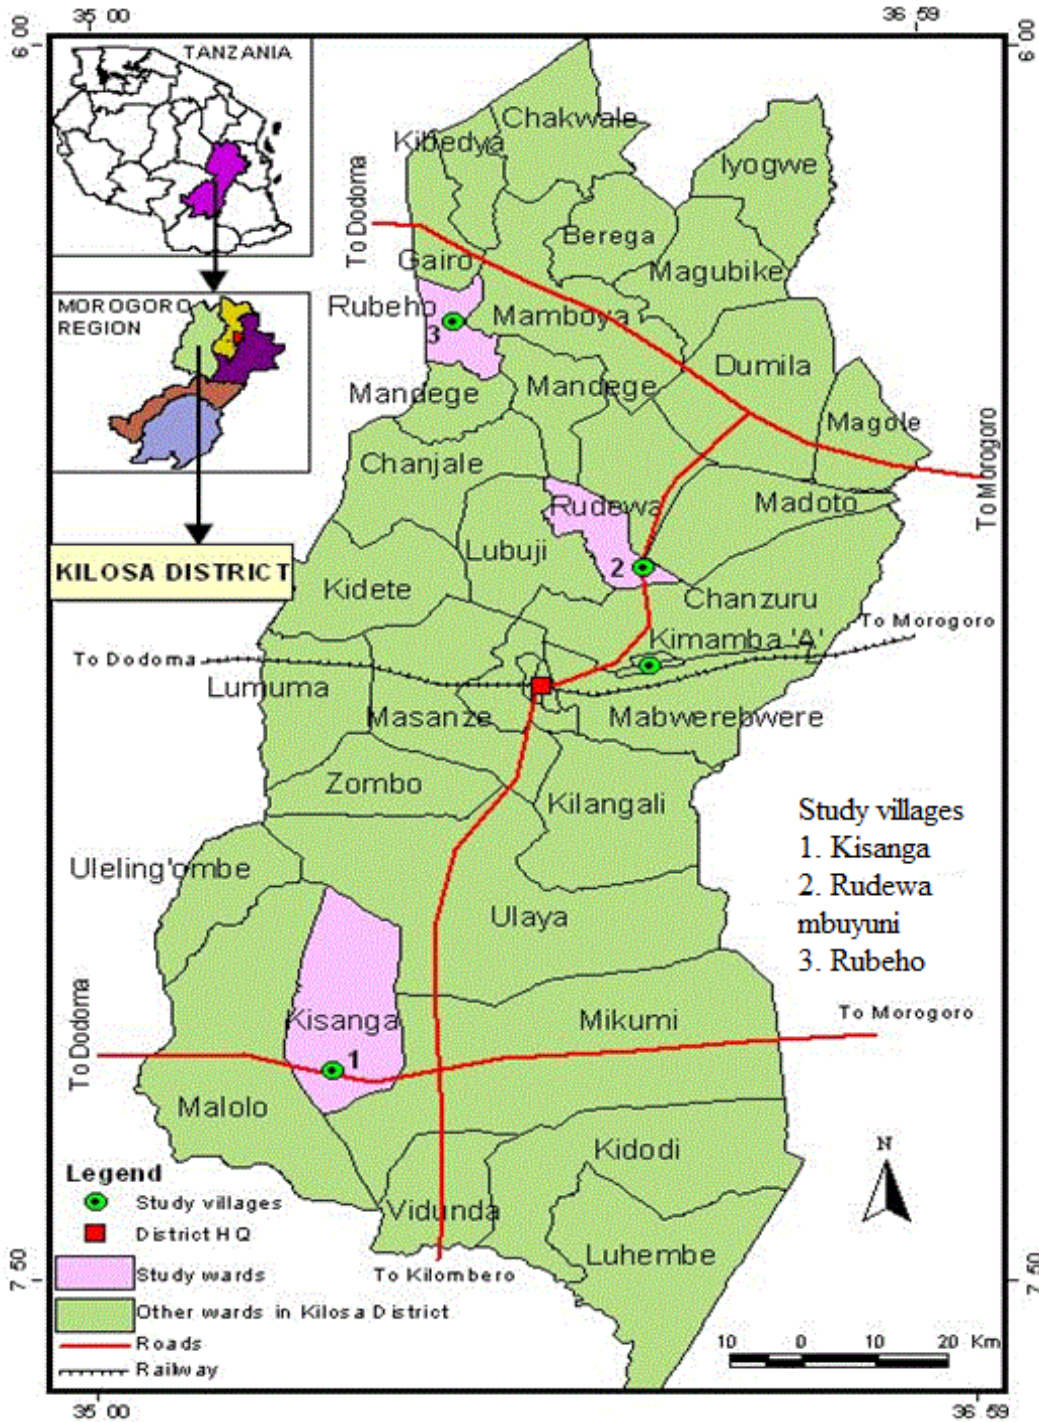 35 00
36 59
6 00
6 00
TANZANIA
MOROGORO
REGION
KILOSA DISTRICT
To Dodoma
Chakwale
Kibedya
Iyogwe
Berega
Gairo
Magubike
Rubeho
3
Mamboya
Dumila
Mandege
Mandege
Magole
To Morogoro
Chanjale
Rudewa
Madoto
Lubuji
2
Kidete
Chanzuru
To Morogoro
Kimamba 'A'
To Dodoma
Lumuma
Masanze
Mabwerebwere
Zombo
Kilangali
Study villages
1. Kisanga
2. Rudewa
mbuyuni
3. Rubeho
Uleling'ombe
Ulaya
Kisanga
Mikumi
To Morogoro
To Dodoma
1
Malolo
Kidodi
N
Vidunda
Luhembe
To Kilombero
Legend
Study villages
District HQ
Study wards
Other wards in Kilosa District
Roads
Railway
10 0 10 20 Km
7 50
7 50
35 00
36 59